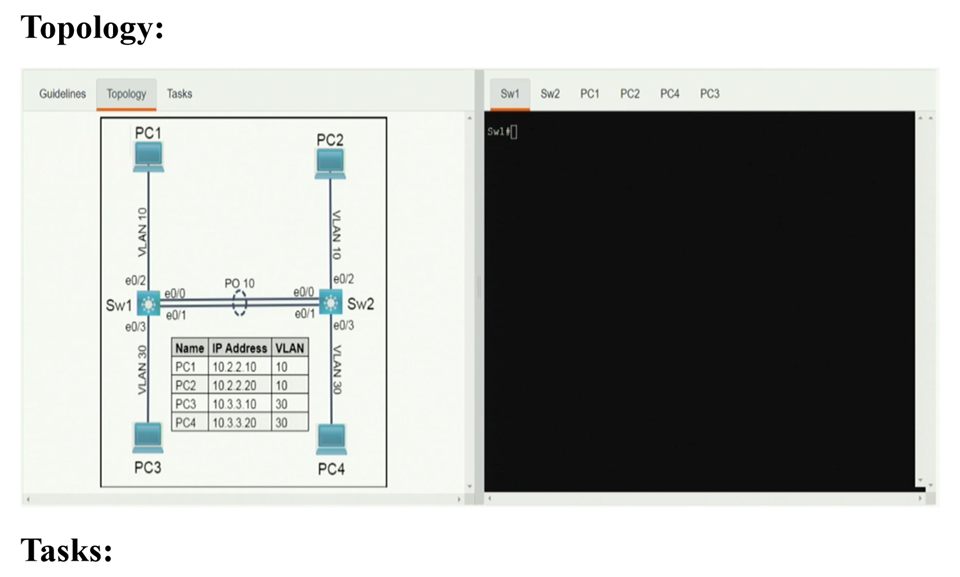 Topology:
Guidelines Topology Tasks
Sw1 Sw2 PC1 PC2 PC4 PC3
Sw1#
PC1
PC2
VLAN 10
VLAN 10
e0/2
PO 10
e0/2
Sw1
e0/0
e0/0
Sw2
e0/1
e0/1
e0/3
e0/3
VLAN 30
VLAN 30
Name IP Address VLAN
PC1 10.2.2.10 10
PC2 10.2.2.20 10
PC3 10.3.3.10 30
PC4 10.3.3.20 30
PC3
PC4
Tasks: